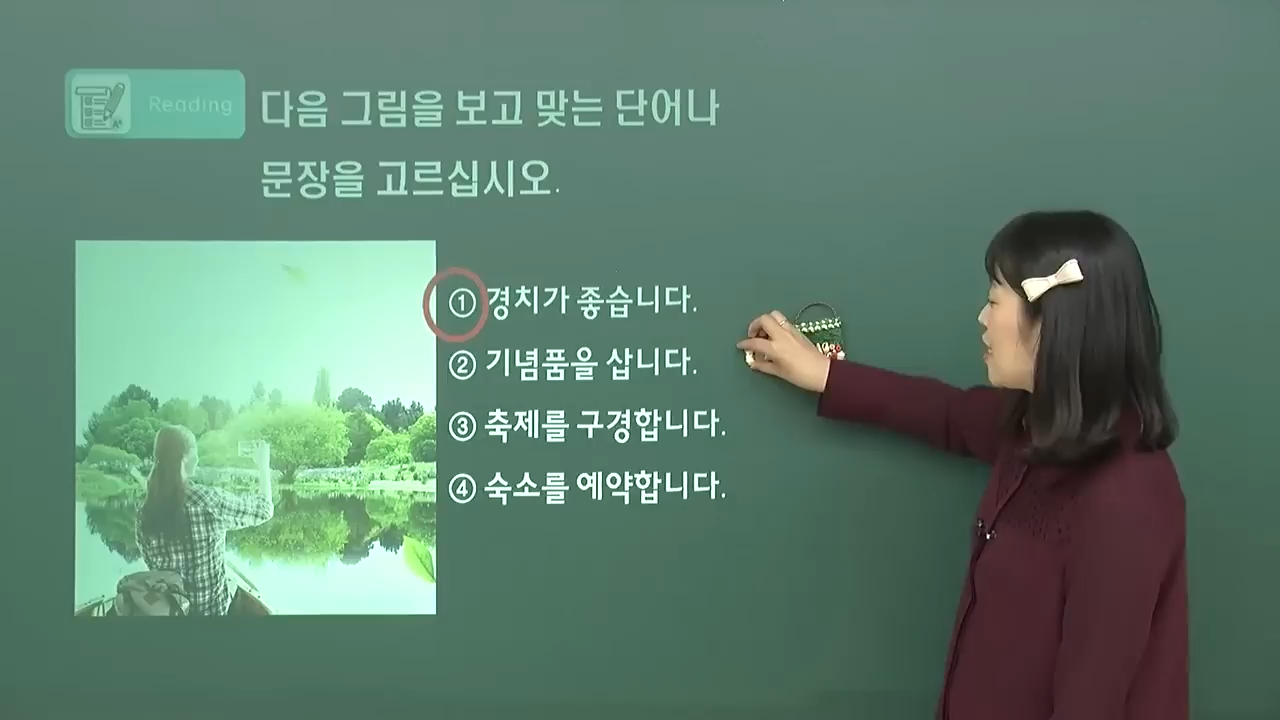 Reading
다음 그림을 보고 맞는 단어나
문장을 고르십시오.
① 경치가 좋습니다.
② 기념품을 삽니다.
③ 축제를 구경합니다.
④ 숙소를 예약합니다.